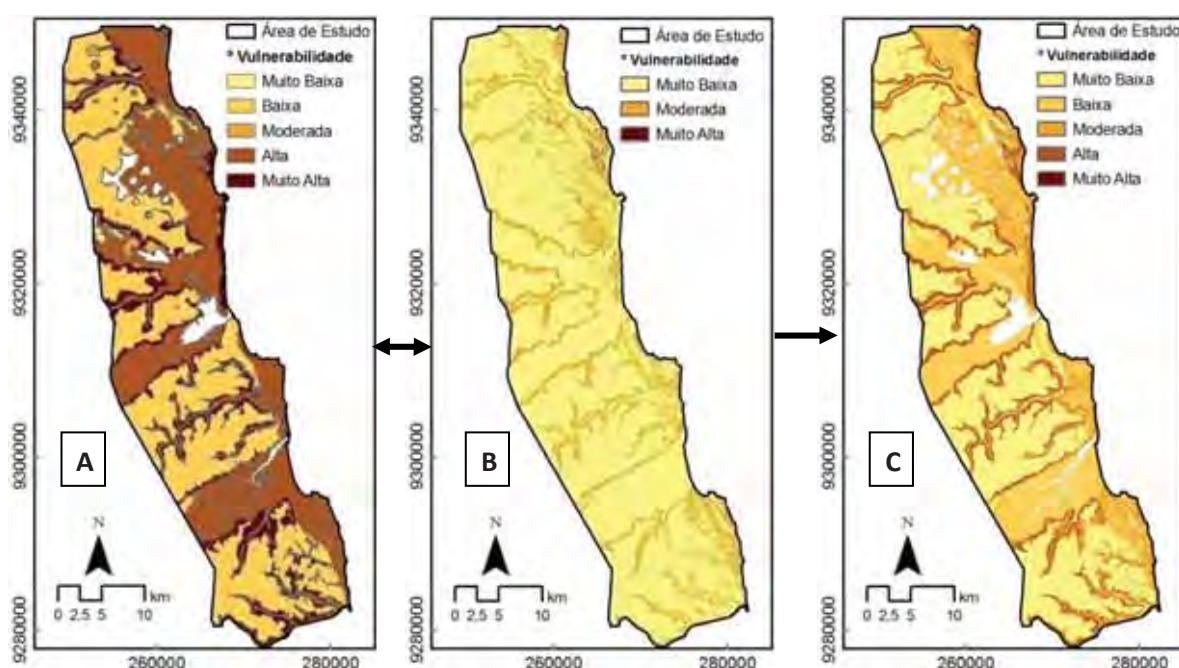 Área de Estudo
* Vulnerabilidade
Muito Baixa
Baixa
Moderada
Alta
Muito Alta
9340000
9320000
9300000
9280000
A
N
km
0 2,5 5 10
2600000 280000
Área de Estudo
* Vulnerabilidade
Muito Baixa
Moderada
Muito Alta
9340000
9320000
9300000
9280000
B
N
km
0 2,5 5 10
260000 280000
Área de Estudo
* Vulnerabilidade
Muito Baixa
Baixa
Moderada
Alta
Muito Alta
9340000
9320000
9300000
9280000
C
N
km
0 2,5 5 10
260000 280000